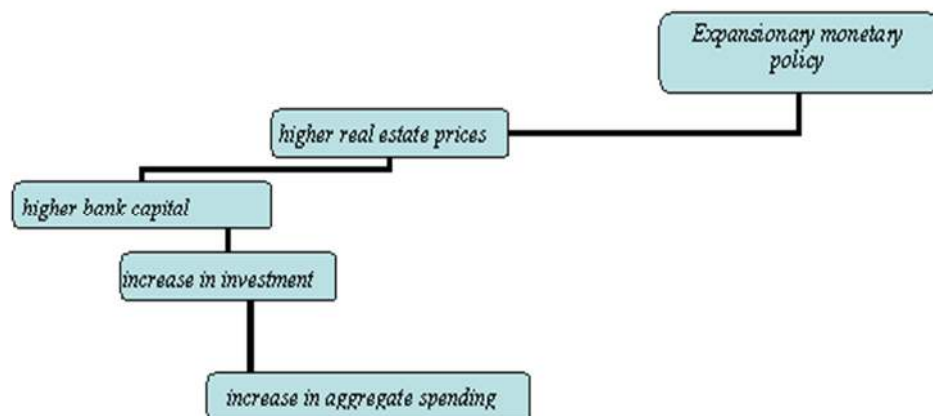 Expansionary monetary
policy
higher real estate prices
higher bank capital
increase in investment
increase in aggregate spending